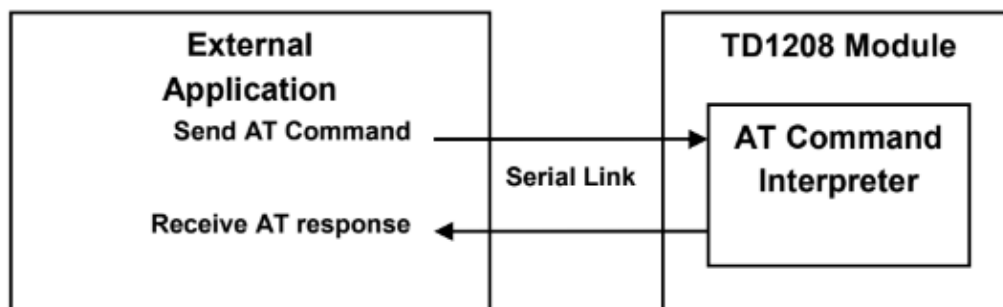 External
Application
Send AT Command
Receive AT response
Serial Link
TD1208 Module
AT Command
Interpreter